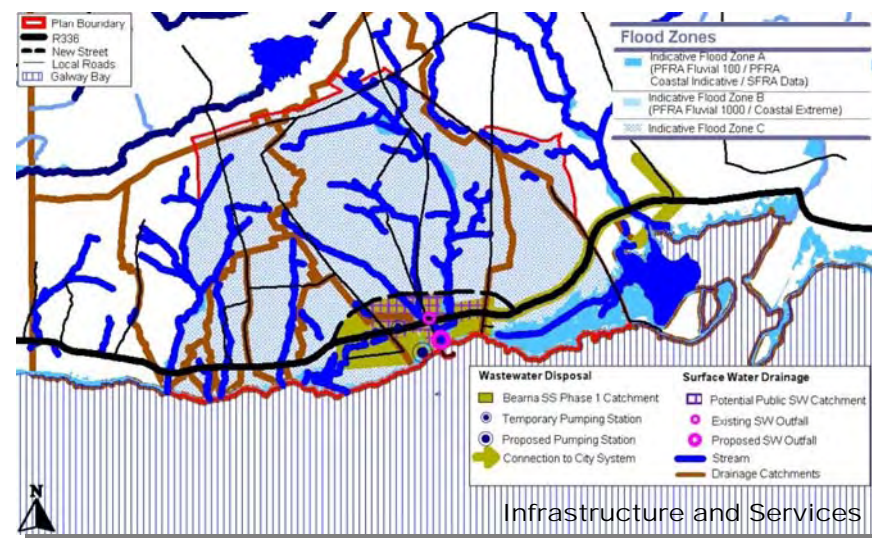 Plan Boundary
R336
New Street
Local Roads
Galway Bay
Flood Zones
Indicative Flood Zone A
(PFRA Fluvial 100 / PFRA
Coastal Indicative / SFRA Data)
Indicative Flood Zone B
(PFRA Fluvial 1000 / Coastal Extreme)
Indicative Flood Zone C
Wastewater Disposal
Bearna SS Phase 1 Catchment
Temporary Pumping Station
Proposed Pumping Station
Connection to City System
Surface Water Drainage
Potential Public SW Catchment
Existing SW Outfall
Proposed SW Outfall
Stream
Drainage Catchments
N
Infrastructure and Services